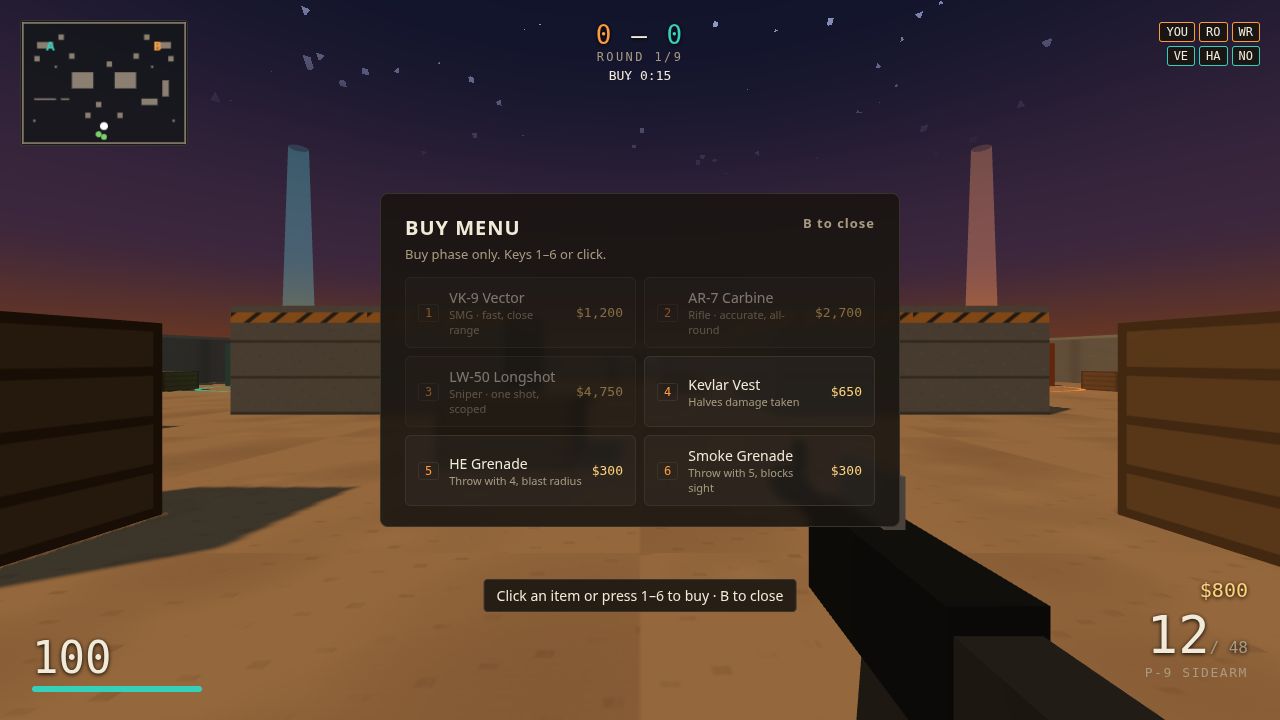 A
B
0 — 0
ROUND 1/9
BUY 0:15
YOU RO WR
VE HA NO
BUY MENU
B to close
Buy phase only. Keys 1–6 or click.
1
VK-9 Vector
SMG · fast, close
range
$1,200
2
AR-7 Carbine
Rifle · accurate, all-
round
$2,700
3
LW-50 Longshot
Sniper · one shot,
scoped
$4,750
4
Kevlar Vest
Halves damage taken
$650
5
HE Grenade
Throw with 4, blast radius
$300
6
Smoke Grenade
Throw with 5, blocks
sight
$300
Click an item or press 1–6 to buy · B to close
100
$800
12 / 48
P-9 SIDEARM